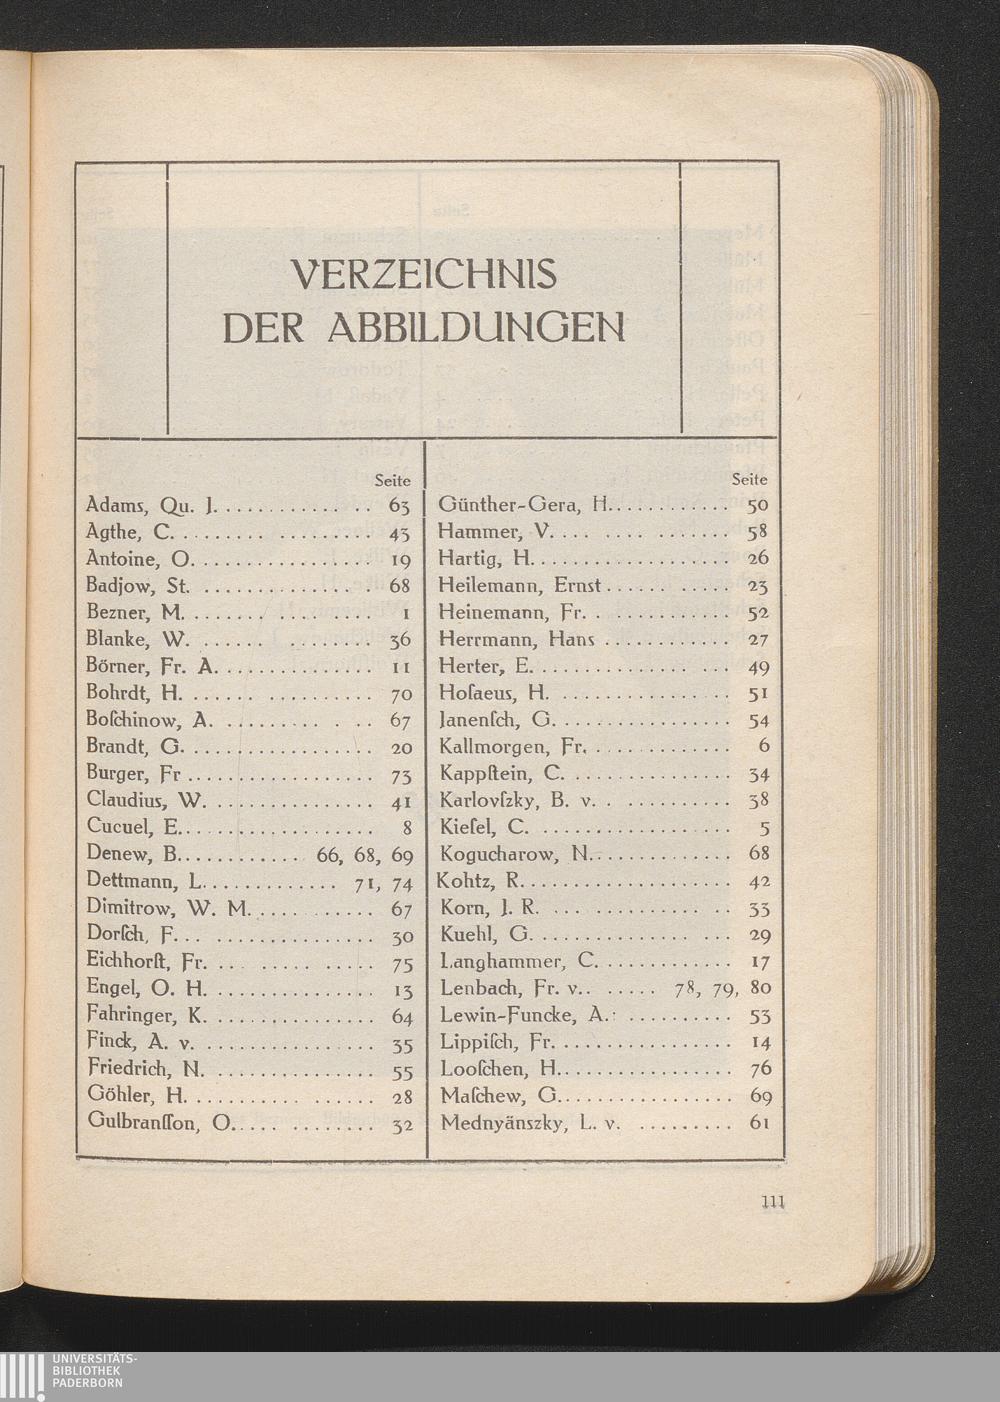 VERZEICHNIS
DER ABBILDUNGEN
Seite
Adams, Qu. J. . . . . . . . . . . . . . 63
Agthe, C. . . . . . . . . . . . . . . . . . 43
Antoine, O. . . . . . . . . . . . . . . . 19
Badjow, St. . . . . . . . . . . . . . . . 68
Bezner, M. . . . . . . . . . . . . . . . 1
Blanke, W. . . . . . . . . . . . . . . . 36
Börner, Fr. A. . . . . . . . . . . . . . 11
Bohrdt, H. . . . . . . . . . . . . . . . 70
Boſchinow, A. . . . . . . . . . . . . 67
Brandt, G. . . . . . . . . . . . . . . . 20
Burger, Fr . . . . . . . . . . . . . . . . 73
Claudius, W. . . . . . . . . . . . . . . 41
Cucuel, E. . . . . . . . . . . . . . . . . 8
Denew, B. . . . . . . . . . . . 66, 68, 69
Dettmann, L. . . . . . . . . . . . . 71, 74
Dimitrow, W. M. . . . . . . . . . . . 67
Dorſch, F. . . . . . . . . . . . . . . . . 30
Eichhorſt, Fr. . . . . . . . . . . . . . 75
Engel, O. H. . . . . . . . . . . . . . . 13
Fahringer, K. . . . . . . . . . . . . . . 64
Finck, A. v. . . . . . . . . . . . . . . . 35
Friedrich, N. . . . . . . . . . . . . . . 55
Göhler, H. . . . . . . . . . . . . . . . . 28
Gulbranſſon, O. . . . . . . . . . . . . 32
Seite
Günther-Gera, H. . . . . . . . . . . . 50
Hammer, V. . . . . . . . . . . . . . . 58
Hartig, H. . . . . . . . . . . . . . . . . . 26
Heilemann, Ernst . . . . . . . . . . . 23
Heinemann, Fr. . . . . . . . . . . . . 52
Herrmann, Hans . . . . . . . . . . . 27
Herter, E. . . . . . . . . . . . . . . . . . 49
Hoſaeus, H. . . . . . . . . . . . . . . . 51
Janenſch, G. . . . . . . . . . . . . . . . 54
Kallmorgen, Fr. . . . . . . . . . . . . 6
Kappſtein, C. . . . . . . . . . . . . . . 34
Karlovſzky, B. v. . . . . . . . . . . . . 38
Kieſel, C. . . . . . . . . . . . . . . . . . 5
Kogucharow, N. . . . . . . . . . . . . 68
Kohtz, R. . . . . . . . . . . . . . . . . . . 42
Korn, J. R. . . . . . . . . . . . . . . . . 33
Kuehl, G. . . . . . . . . . . . . . . . . . 29
Langhammer, C. . . . . . . . . . . . . 17
Lenbach, Fr. v. . . . . . . . 78, 79, 80
Lewin-Funcke, A. . . . . . . . . . . . 53
Lippiſch, Fr. . . . . . . . . . . . . . . . 14
Looſchen, H. . . . . . . . . . . . . . . . 76
Maſchew, G. . . . . . . . . . . . . . . . 69
Mednyänszky, L. v. . . . . . . . . . 61
111
UNIVERSITÄTS-
BIBLIOTHEK
PADERBORN